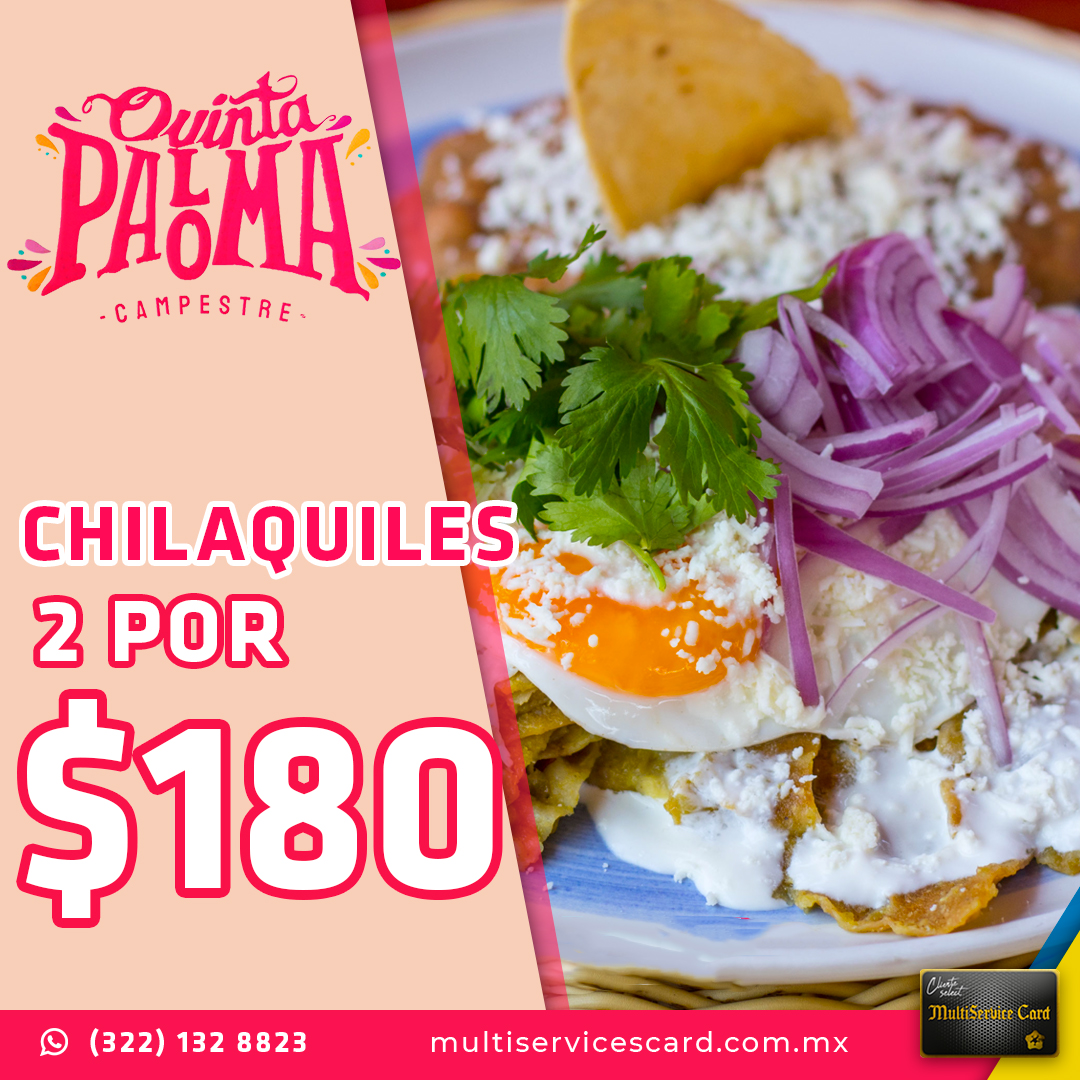 Quinta
PALOMA
- CAMPESTRE -
CHILAQUILES
2 POR
$180
(322) 132 8823
multiservicescard.com.mx
Cliente
select
MultiService Card